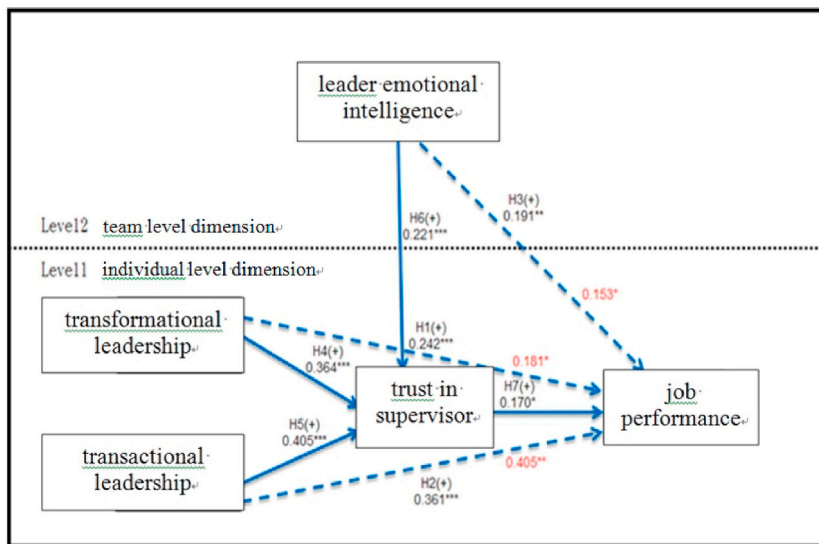 leader emotional
intelligence
H3(+)
0.191**
H6(+)
0.221***
Level2 team level dimension
Level1 individual level dimension
0.153*
transformational
leadership
H1(+)
0.242***
H4(+)
0.364***
0.181*
trust in
supervisor
H7(+)
0.170*
job
performance
H5(+)
0.405***
transactional
leadership
0.405**
H2(+)
0.361***